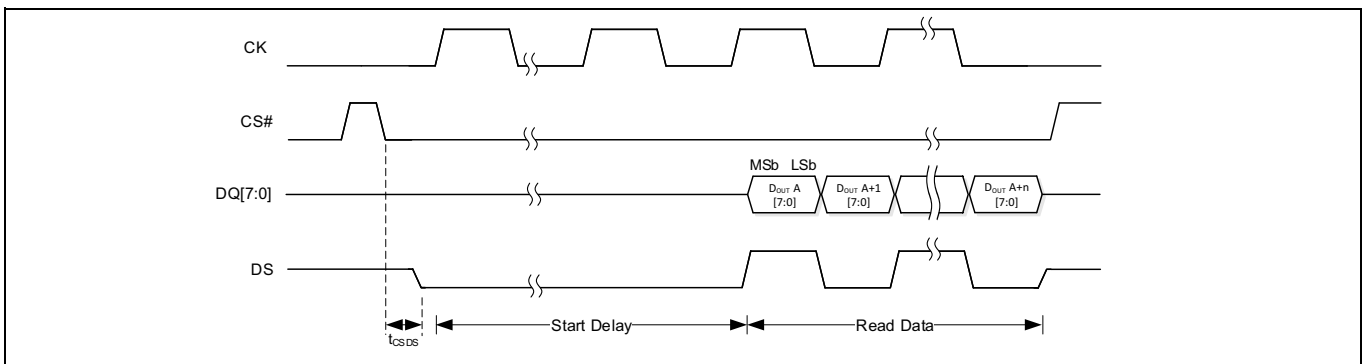 CK
CS#
MSb LSb
DQ[7:0]
DOUT A
[7:0]
DOUT A+1
[7:0]
DOUT A+n
[7:0]
DS
Start Delay
Read Data
tCSDS